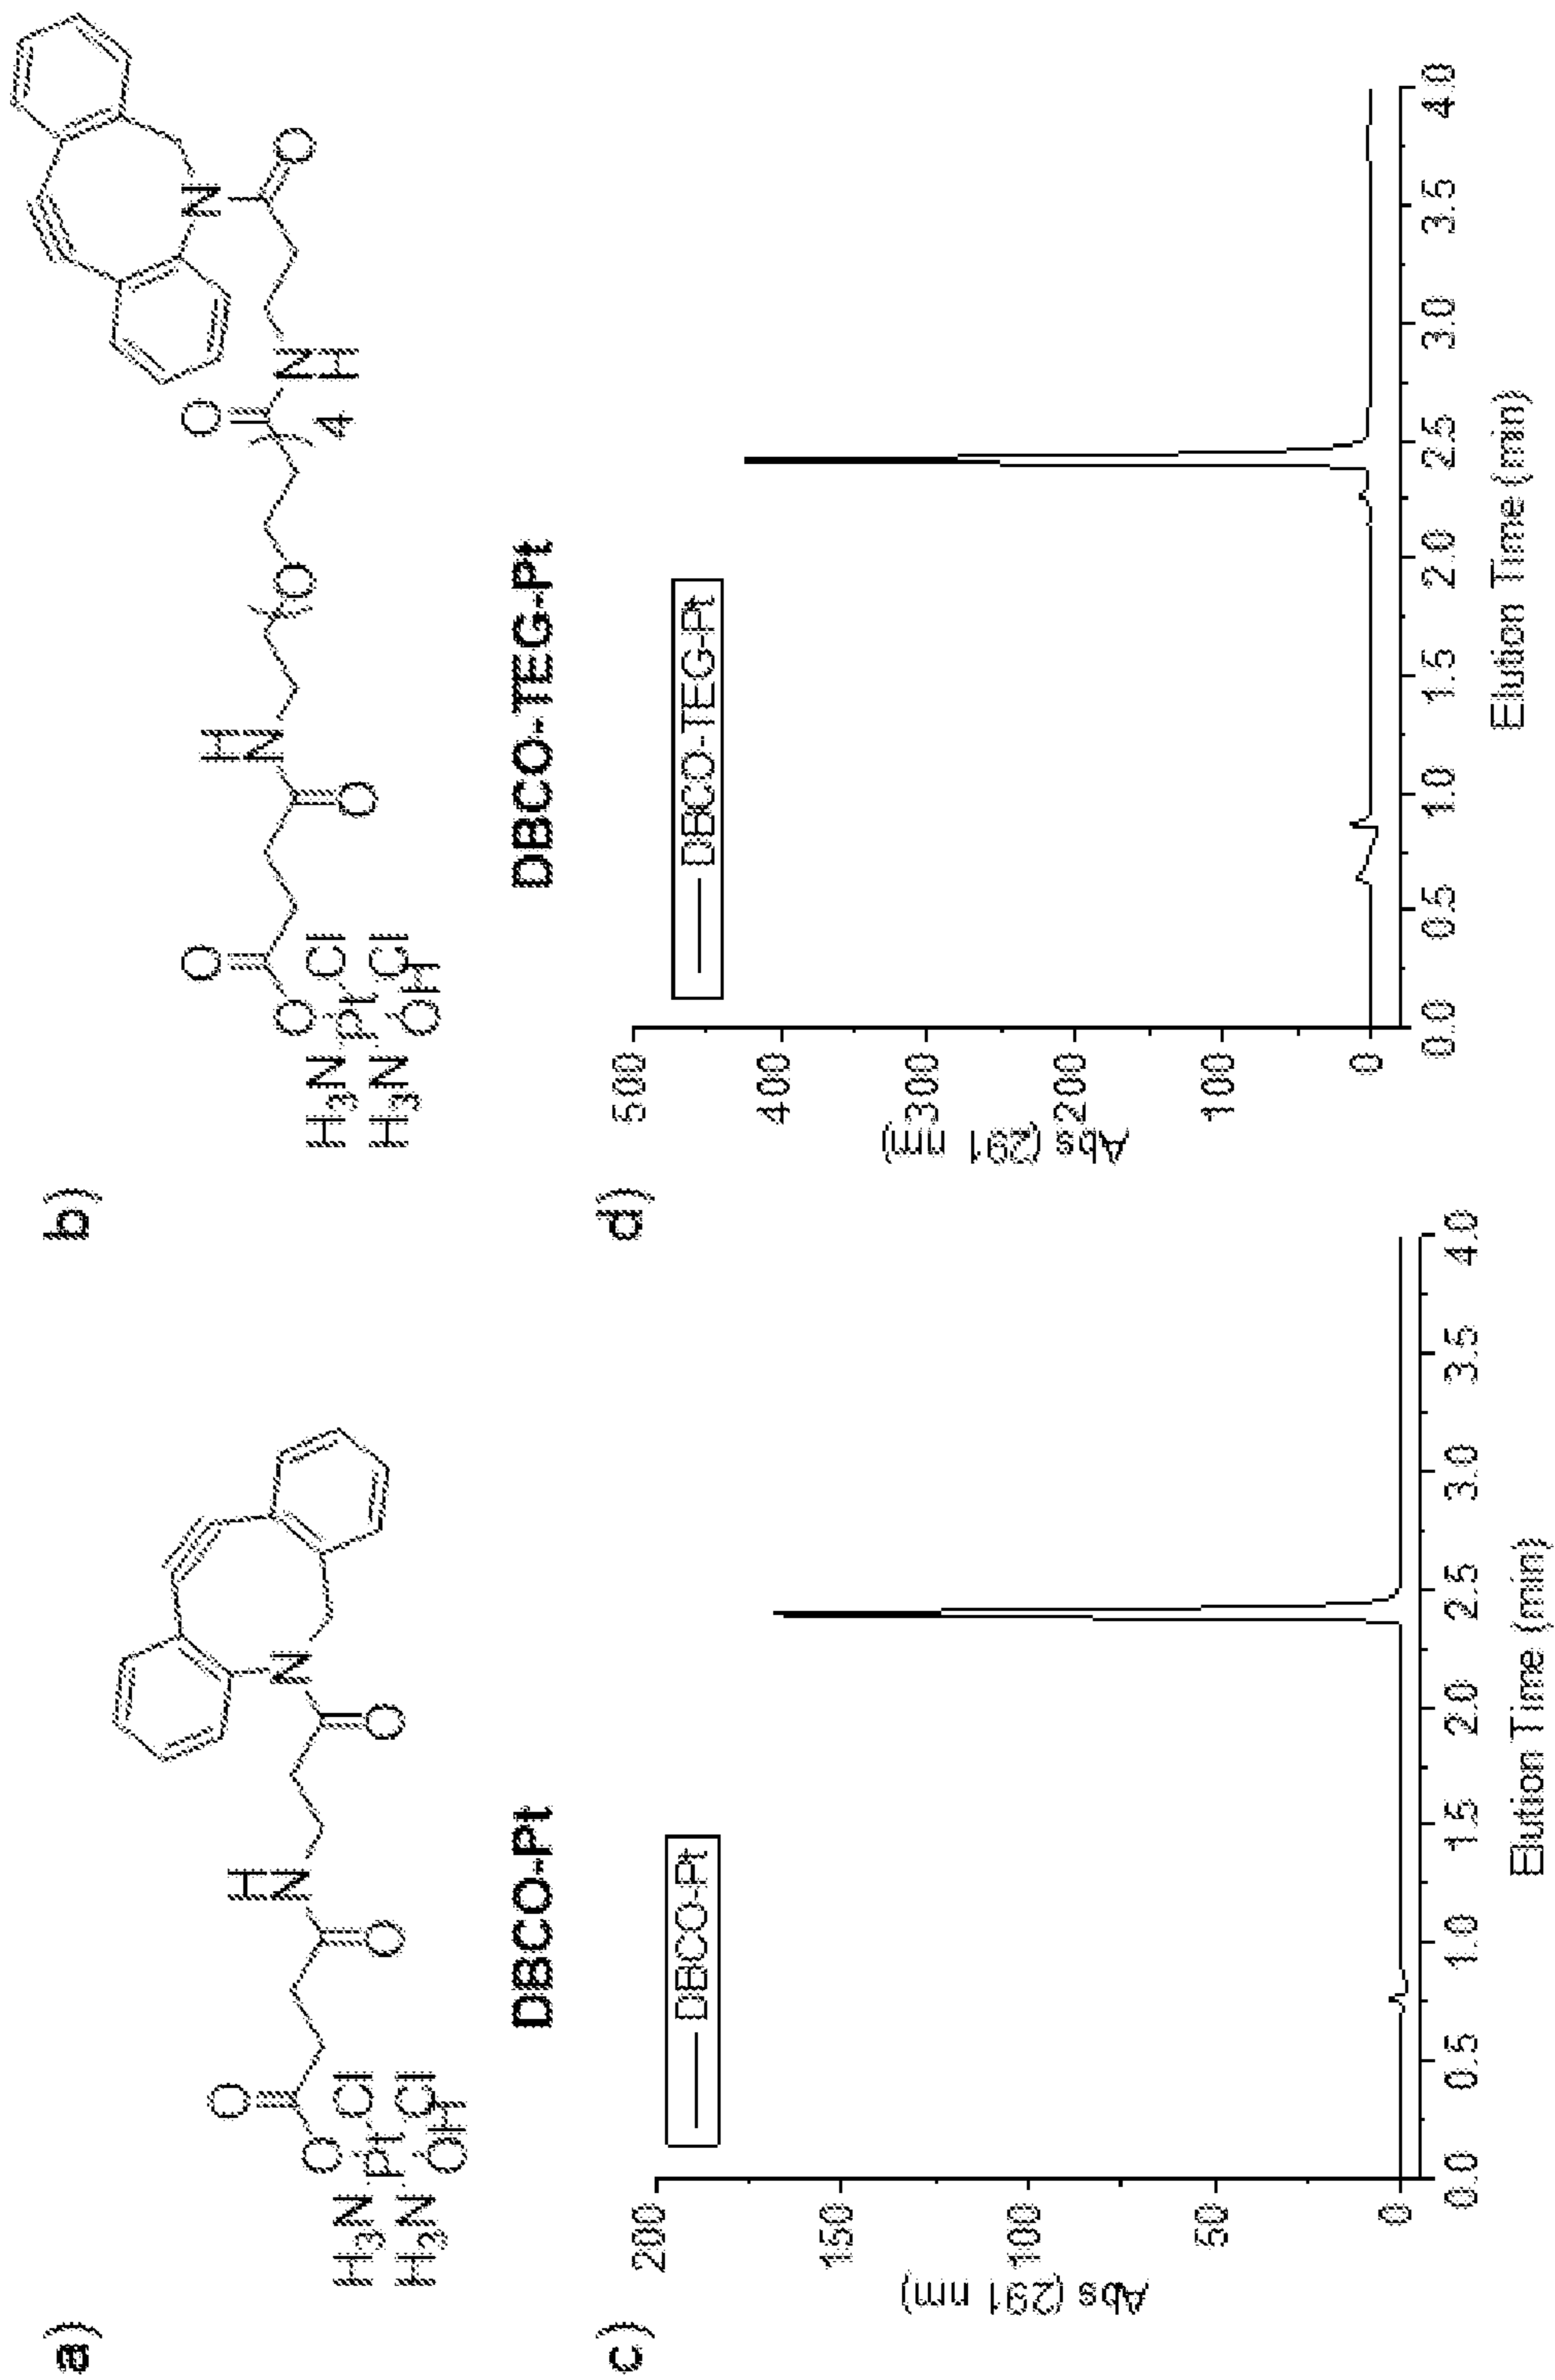 a)
O
H
N
O
O
N
O
H₃N
Cl
Pt
H₃N
Cl
OH
DBCO-Pt
b)
O
H
N
O
O
4
O
N
H
N
O
H₃N
Cl
Pt
H₃N
Cl
OH
DBCO-TEG-Pt
c)
DBCO-Pt
Abs (291 nm)
200
150
100
50
0
0.0 0.5 1.0 1.5 2.0 2.5 3.0 3.5 4.0
Elution Time (min)
d)
DBCO-TEG-Pt
Abs (291 nm)
500
400
300
200
100
0
0.0 0.5 1.0 1.5 2.0 2.5 3.0 3.5 4.0
Elution Time (min)